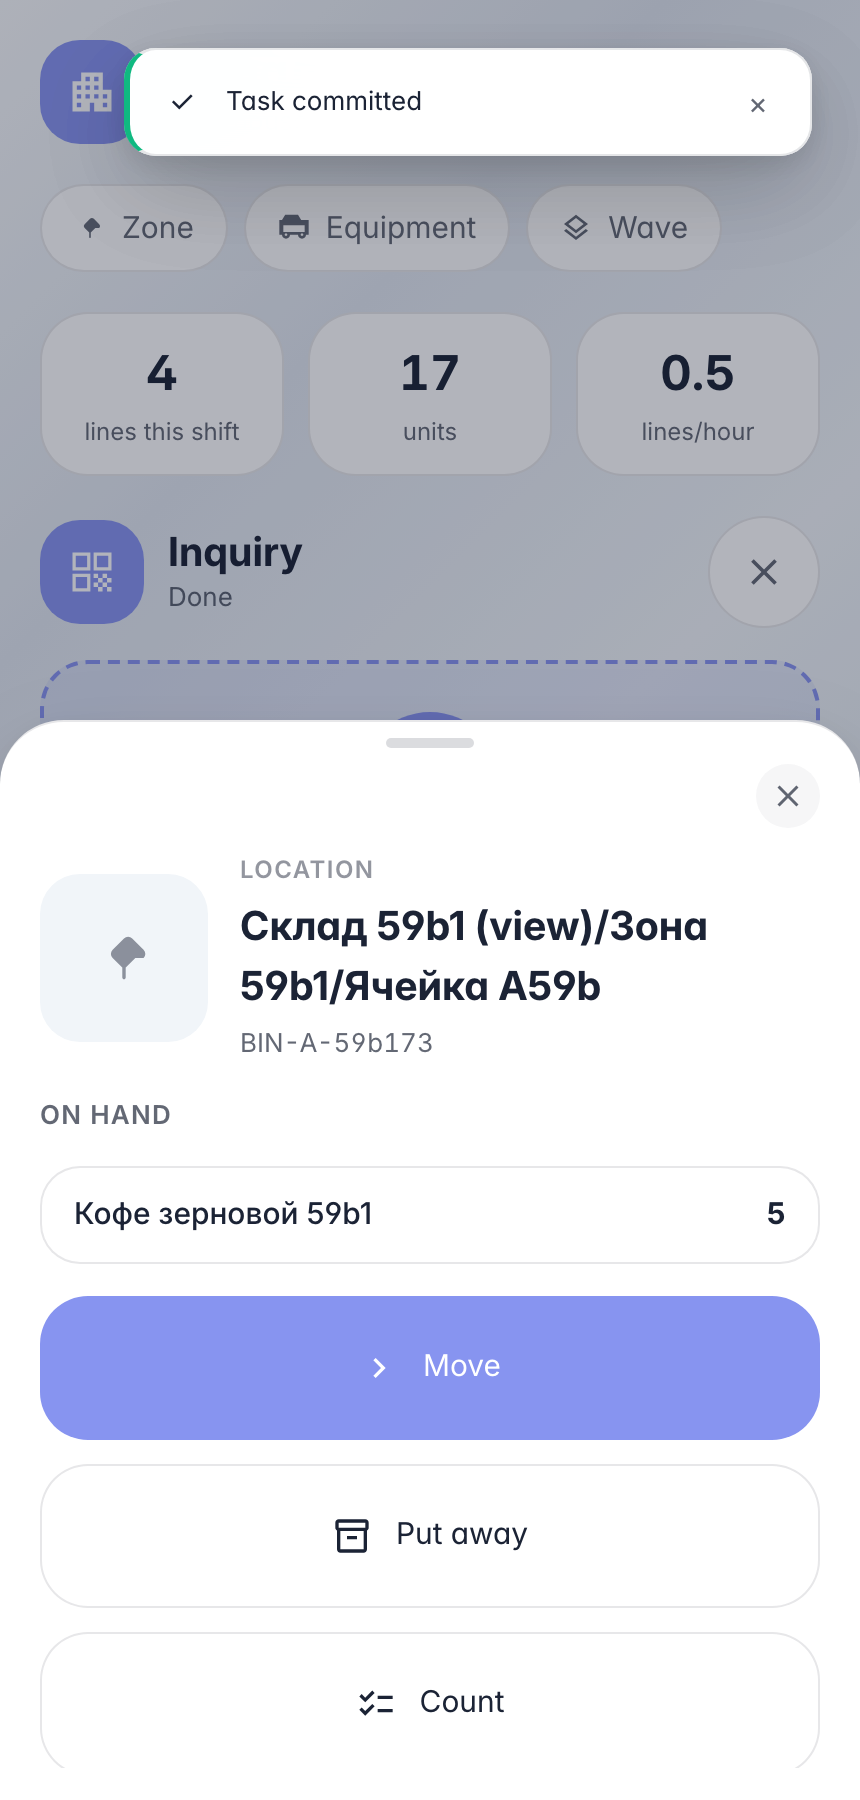 Task committed
Zone
Equipment
Wave
4
lines this shift
17
units
0.5
lines/hour
Inquiry
Done
LOCATION
Склад 59b1 (view)/Зона
59b1/Ячейка A59b
BIN-A-59b173
ON HAND
Кофе зерновой 59b1
5
Move
Put away
Count